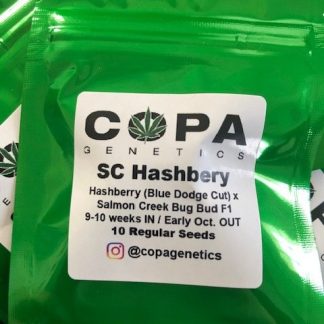 COPA
GENETICS
SC Hashbery
Hashberry (Blue Dodge Cut) x
Salmon Creek Bug Bud F1
9-10 weeks IN / Early Oct. OUT
10 Regular Seeds
@copagenetics